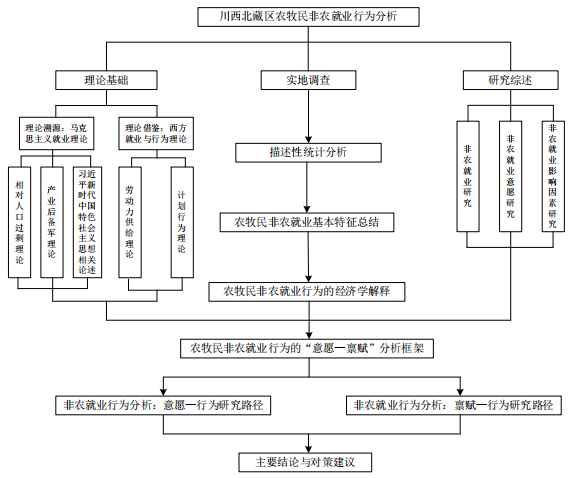 川西北藏区农牧民非农就业行为分析
理论基础
实地调查
研究综述
理论溯源：马克
思主义就业理论
理论借鉴：西方
就业与行为理论
相对人口过剩理论
产业后备军理论
习近平新时代中国特色社会主义思想相关论述
劳动力供给理论
计划行为理论
描述性统计分析
非农就业研究
非农就业意愿研究
非农就业影响因素研究
农牧民非农就业基本特征总结
农牧民非农就业行为的经济学解释
农牧民非农就业行为的“意愿—禀赋”分析框架
非农就业行为分析：意愿—行为研究路径
非农就业行为分析：禀赋—行为研究路径
主要结论与对策建议